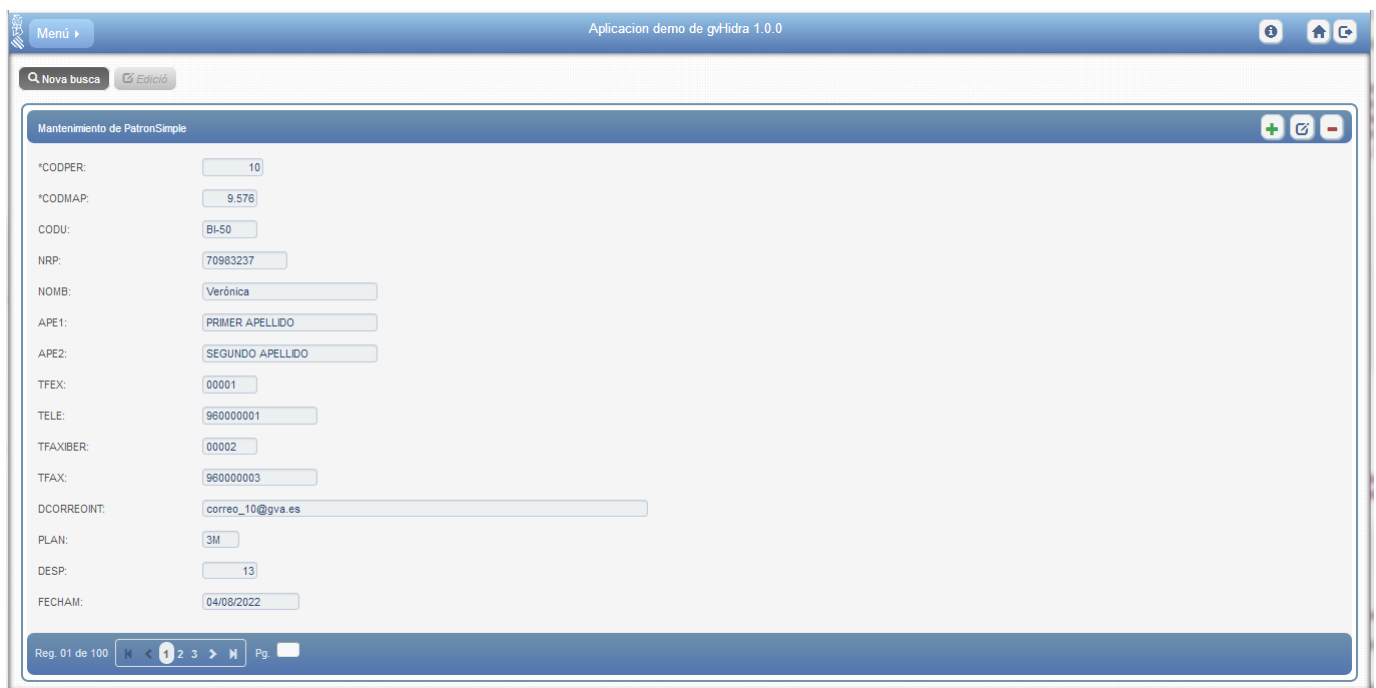 Menú
Aplicacion demo de gvHidra 1.0.0
Nova busca Edició
Mantenimiento de PatronSimple
*CODPER: 10
*CODMAP: 9.576
CODU: BI-50
NRP: 70983237
NOMB: Verónica
APE1: PRIMER APELLIDO
APE2: SEGUNDO APELLIDO
TFEX: 00001
TELE: 960000001
TFAXIBER: 00002
TFAX: 960000003
DCORREOINT: correo_10@gva.es
PLAN: 3M
DESP: 13
FECHAM: 04/08/2022
Reg. 01 de 100 1 2 3 Pg.